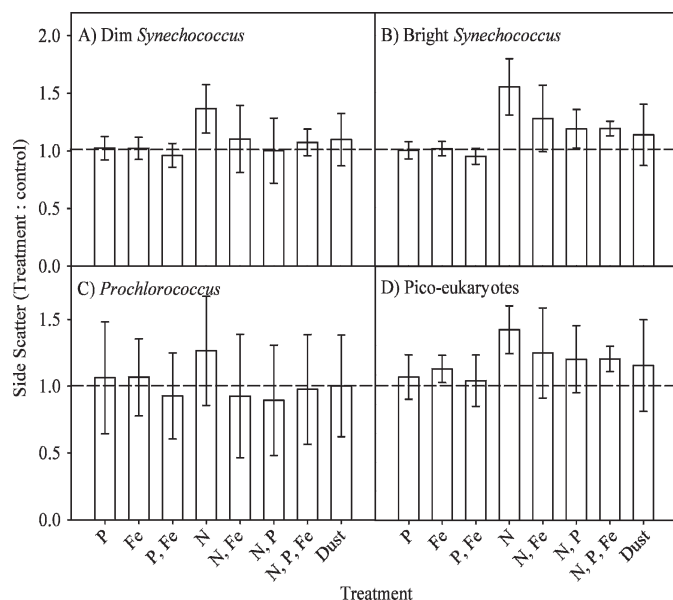 A) Dim Synechococcus
B) Bright Synechococcus
2.0
1.5
1.0
0.5
0.0
C) Prochlorococcus
D) Pico-eukaryotes
1.5
1.0
0.5
0.0
Side Scatter (Treatment : control)
P
Fe
P, Fe
N
N, Fe
N, P
N, P, Fe
Dust
P
Fe
P, Fe
N
N, Fe
N, P
N, P, Fe
Dust
Treatment